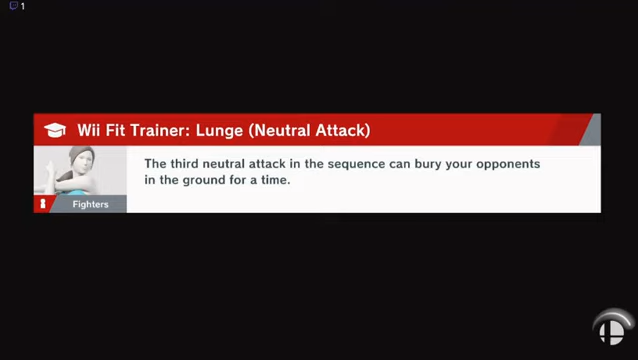 1
Wii Fit Trainer: Lunge (Neutral Attack)
The third neutral attack in the sequence can bury your opponents
in the ground for a time.
Fighters